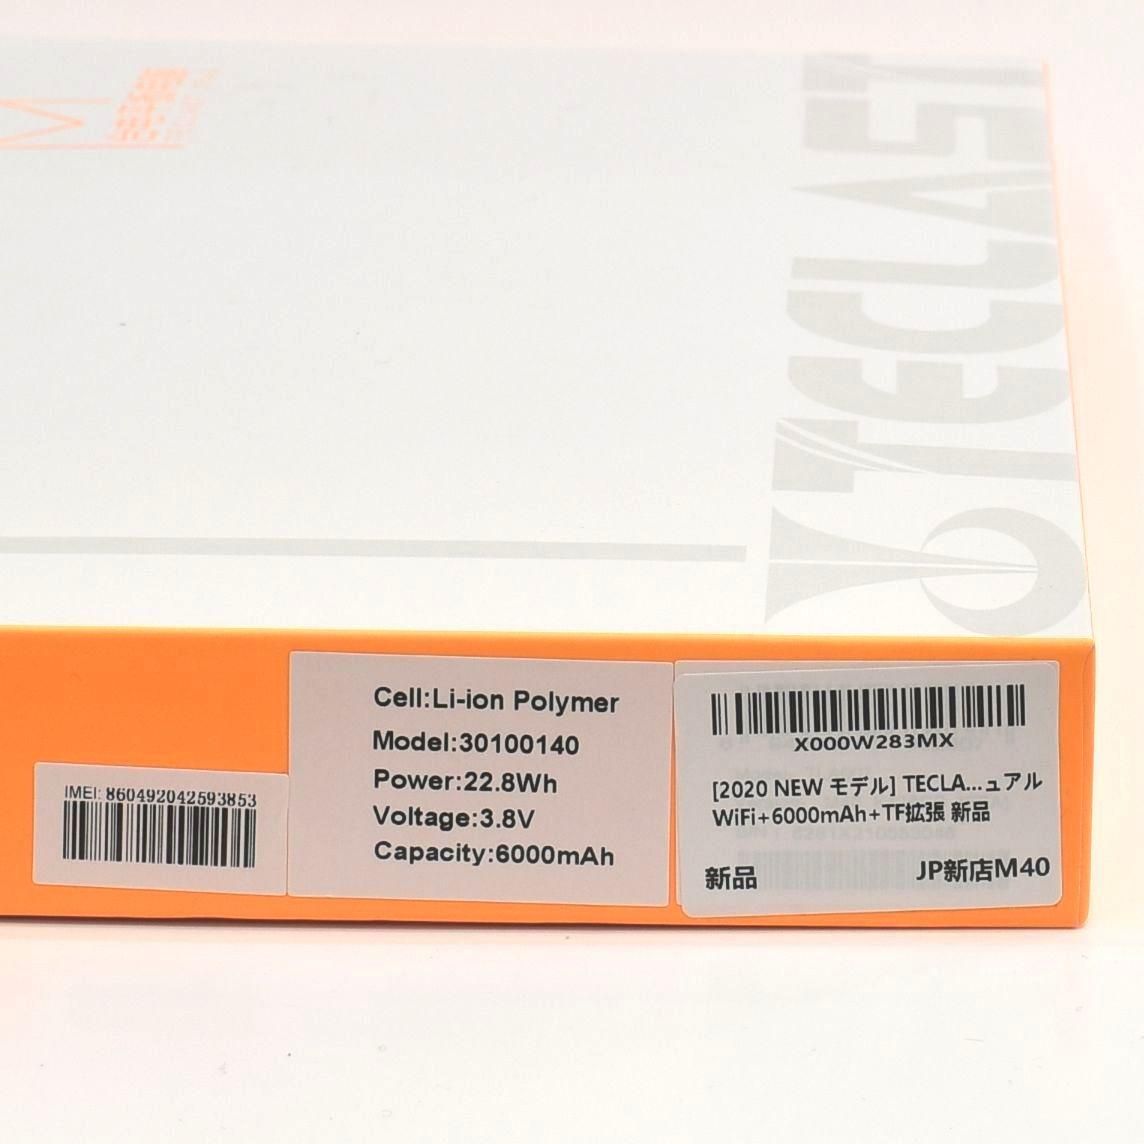 TECLAST
IMEI: 860492042593853
Cell:Li-ion Polymer
Model:30100140
Power:22.8Wh
Voltage:3.8V
Capacity:6000mAh
X000W283MX
[2020 NEW モデル] TECLA...ュアル
WiFi+6000mAh+TF拡張 新品
新品
JP新店M40